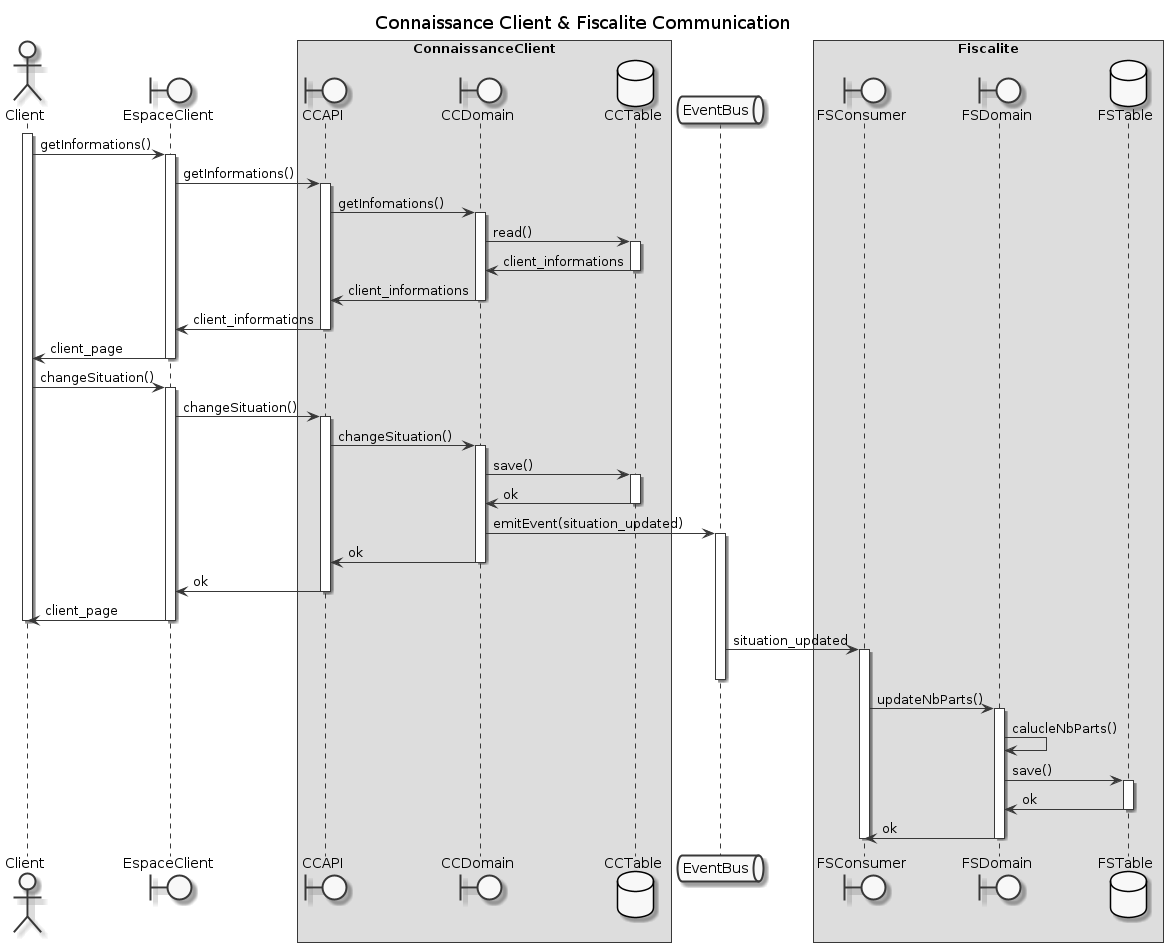 Connaissance Client & Fiscalite Communication
ConnaissanceClient
Fiscalite
Client
EspaceClient
CCAPI
CCDomain
CCTable
EventBus
FSConsumer
FSDomain
FSTable
getInformations()
getInformations()
getInfomations()
read()
client_informations
client_informations
client_informations
client_page
changeSituation()
changeSituation()
changeSituation()
save()
ok
emitEvent(situation_updated)
ok
ok
client_page
situation_updated
updateNbParts()
calucleNbParts()
save()
ok
ok
Client
EspaceClient
CCAPI
CCDomain
CCTable
EventBus
FSConsumer
FSDomain
FSTable